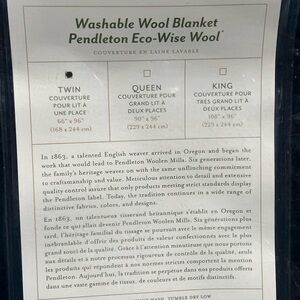 Washable Wool Blanket
Pendleton Eco-Wise Wool®
COUVERTURE EN LAINE LAVABLE
TWIN
COUVERTURE
POUR LIT À
UNE PLACE
66" x 96"
(168 x 244 cm)
QUEEN
COUVERTURE POUR
GRAND LIT À
DEUX PLACES
90" x 96"
(229 x 244 cm)
KING
COUVERTURE POUR
TRÈS GRAND LIT À
DEUX PLACES
108" x 96"
In 1863, a talented English weaver arrived in Oregon and began the
work that would lead to Pendleton Woolen Mills. Six generations later,
the family's heritage weaves on with the same unflinching commitment
to craftsmanship and value. Meticulous attention to detail and extensive
quality control assure that only products meeting strict standards display
the Pendleton label. Today, the tradition continues in a wide range of
distinctive fabrics, colors, and designs.
En 1863, un talentueux tisserand britannique s'établit en Oregon et
fonde ce qui allait devenir Pendleton Woolen Mills. Six générations plus
tard, l'héritage familial du tissage se poursuit avec le même engagement
inébranlable d'offrir des produits de valeur confectionnés avec le plus
grand souci de la qualité. Grâce à l'attention minutieuse que nous portons
aux détails et à notre processus rigoureux de contrôle de la qualité, seuls
les produits qui répondent à nos normes strictes comportent la mention
Pendleton. Aujourd'hui, la tradition se perpétue dans nos produits offerts
dans une vaste gamme de tissus, de couleurs et de motifs distinctifs.
TUMBLE DRY LOW